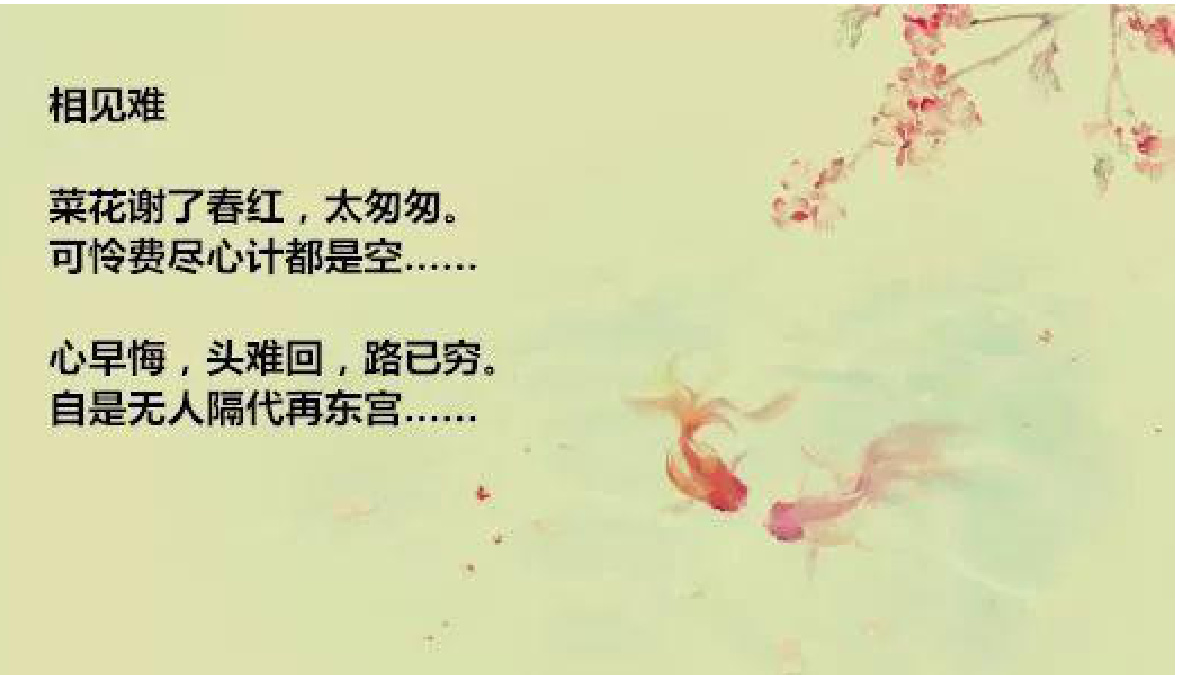 相见难
菜花谢了春红，太匆匆。
可怜费尽心计都是空……
心早悔，头难回，路已穷。
自是无人隔代再东宫……